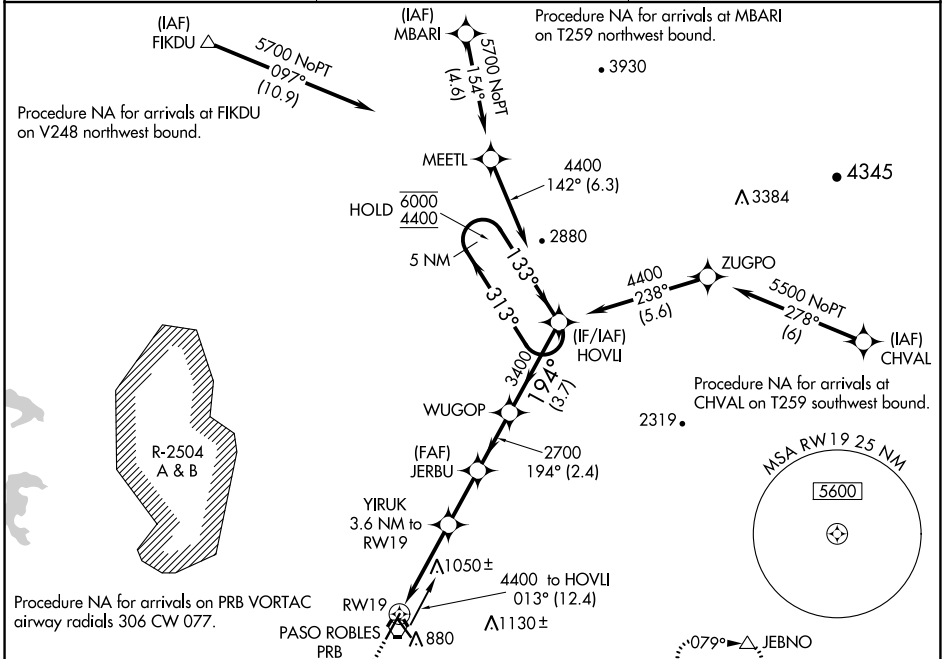 (IAF)
FIKDU
5700 NoPT
097°
(10.9)
Procedure NA for arrivals at FIKDU
on V248 northwest bound.
(IAF)
MBARI
5700 NoPT
154°
(4.6)
Procedure NA for arrivals at MBARI
on T259 northwest bound.
3930
MEETL
4400
142° (6.3)
4345
3384
HOLD 6000
4400
2880
5 NM
133°
313°
ZUGPO
4400
238°
(5.6)
5500 NoPT
278°
(6)
(IAF)
CHVAL
(IF/IAF)
HOVLI
3400
194°
(3.7)
Procedure NA for arrivals at
CHVAL on T259 southwest bound.
WUGOP
2319
R-2504
A & B
(FAF)
JERBU
2700
194° (2.4)
MSA RW19 25 NM
5600
YIRUK
3.6 NM to
RW19
1050±
4400 to HOVLI
013° (12.4)
Procedure NA for arrivals on PRB VORTAC
airway radials 306 CW 077.
RW19
PASO ROBLES
PRB
880
1130±
079°
JEBNO